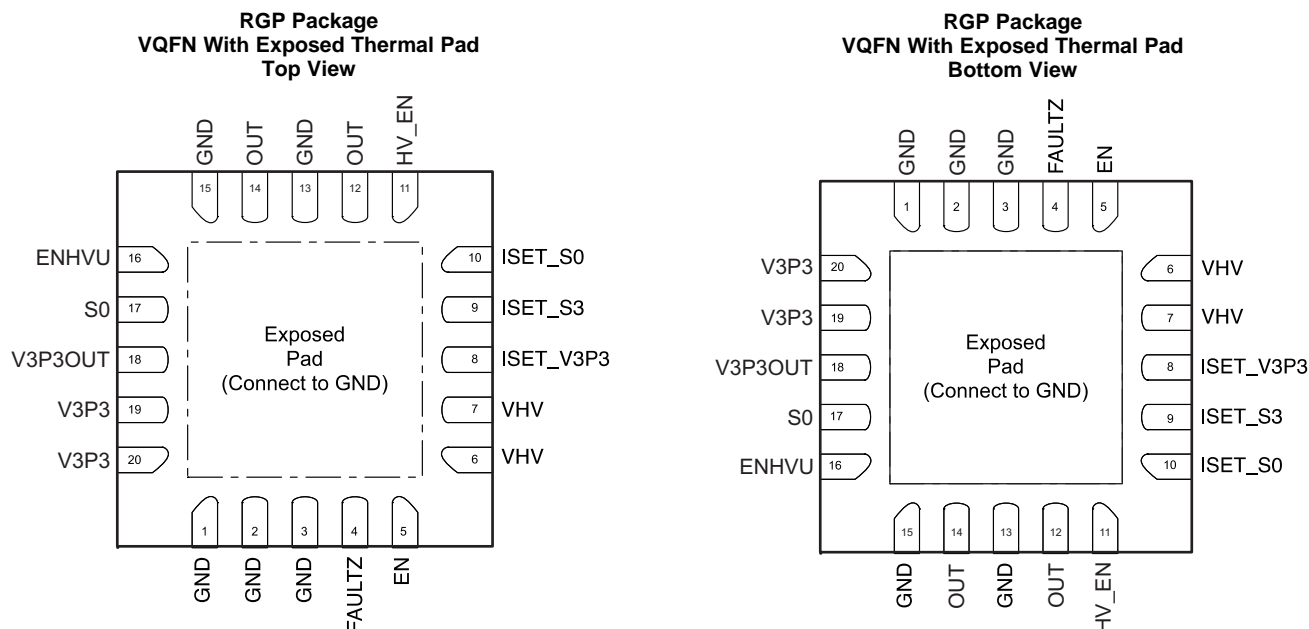 RGP Package
VQFN With Exposed Thermal Pad
Top View
GND
OUT
GND
OUT
HV_EN
15
14
13
12
11
ENHVU 16
S0 17
V3P3OUT 18
V3P3 19
V3P3 20
10 ISET_S0
9 ISET_S3
8 ISET_V3P3
7 VHV
6 VHV
Exposed
Pad
(Connect to GND)
1
2
3
4
5
GND
GND
GND
FAULTZ
EN
RGP Package
VQFN With Exposed Thermal Pad
Bottom View
GND
GND
GND
FAULTZ
EN
1
2
3
4
5
V3P3 20
V3P3 19
V3P3OUT 18
S0 17
ENHVU 16
6 VHV
7 VHV
8 ISET_V3P3
9 ISET_S3
10 ISET_S0
Exposed
Pad
(Connect to GND)
15
14
13
12
11
GND
OUT
GND
OUT
HV_EN